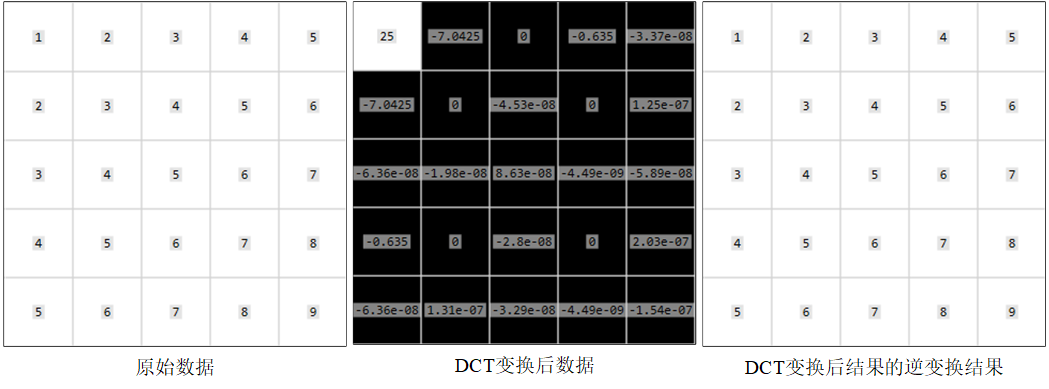 1 2 3 4 5 25 -7.0425 0 -0.635 -3.37e-08 1 2 3 4 5
2 3 4 5 6 -7.0425 0 -4.53e-08 0 1.25e-07 2 3 4 5 6
3 4 5 6 7 -6.36e-08 -1.98e-08 8.63e-08 -4.49e-09 -5.89e-08 3 4 5 6 7
4 5 6 7 8 -0.635 0 -2.8e-08 0 2.03e-07 4 5 6 7 8
5 6 7 8 9 -6.36e-08 1.31e-07 -3.29e-08 -4.49e-09 -1.54e-07 5 6 7 8 9
原始数据 DCT变换后数据 DCT变换后结果的逆变换结果